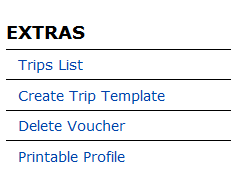 EXTRAS
Trips List
Create Trip Template
Delete Voucher
Printable Profile